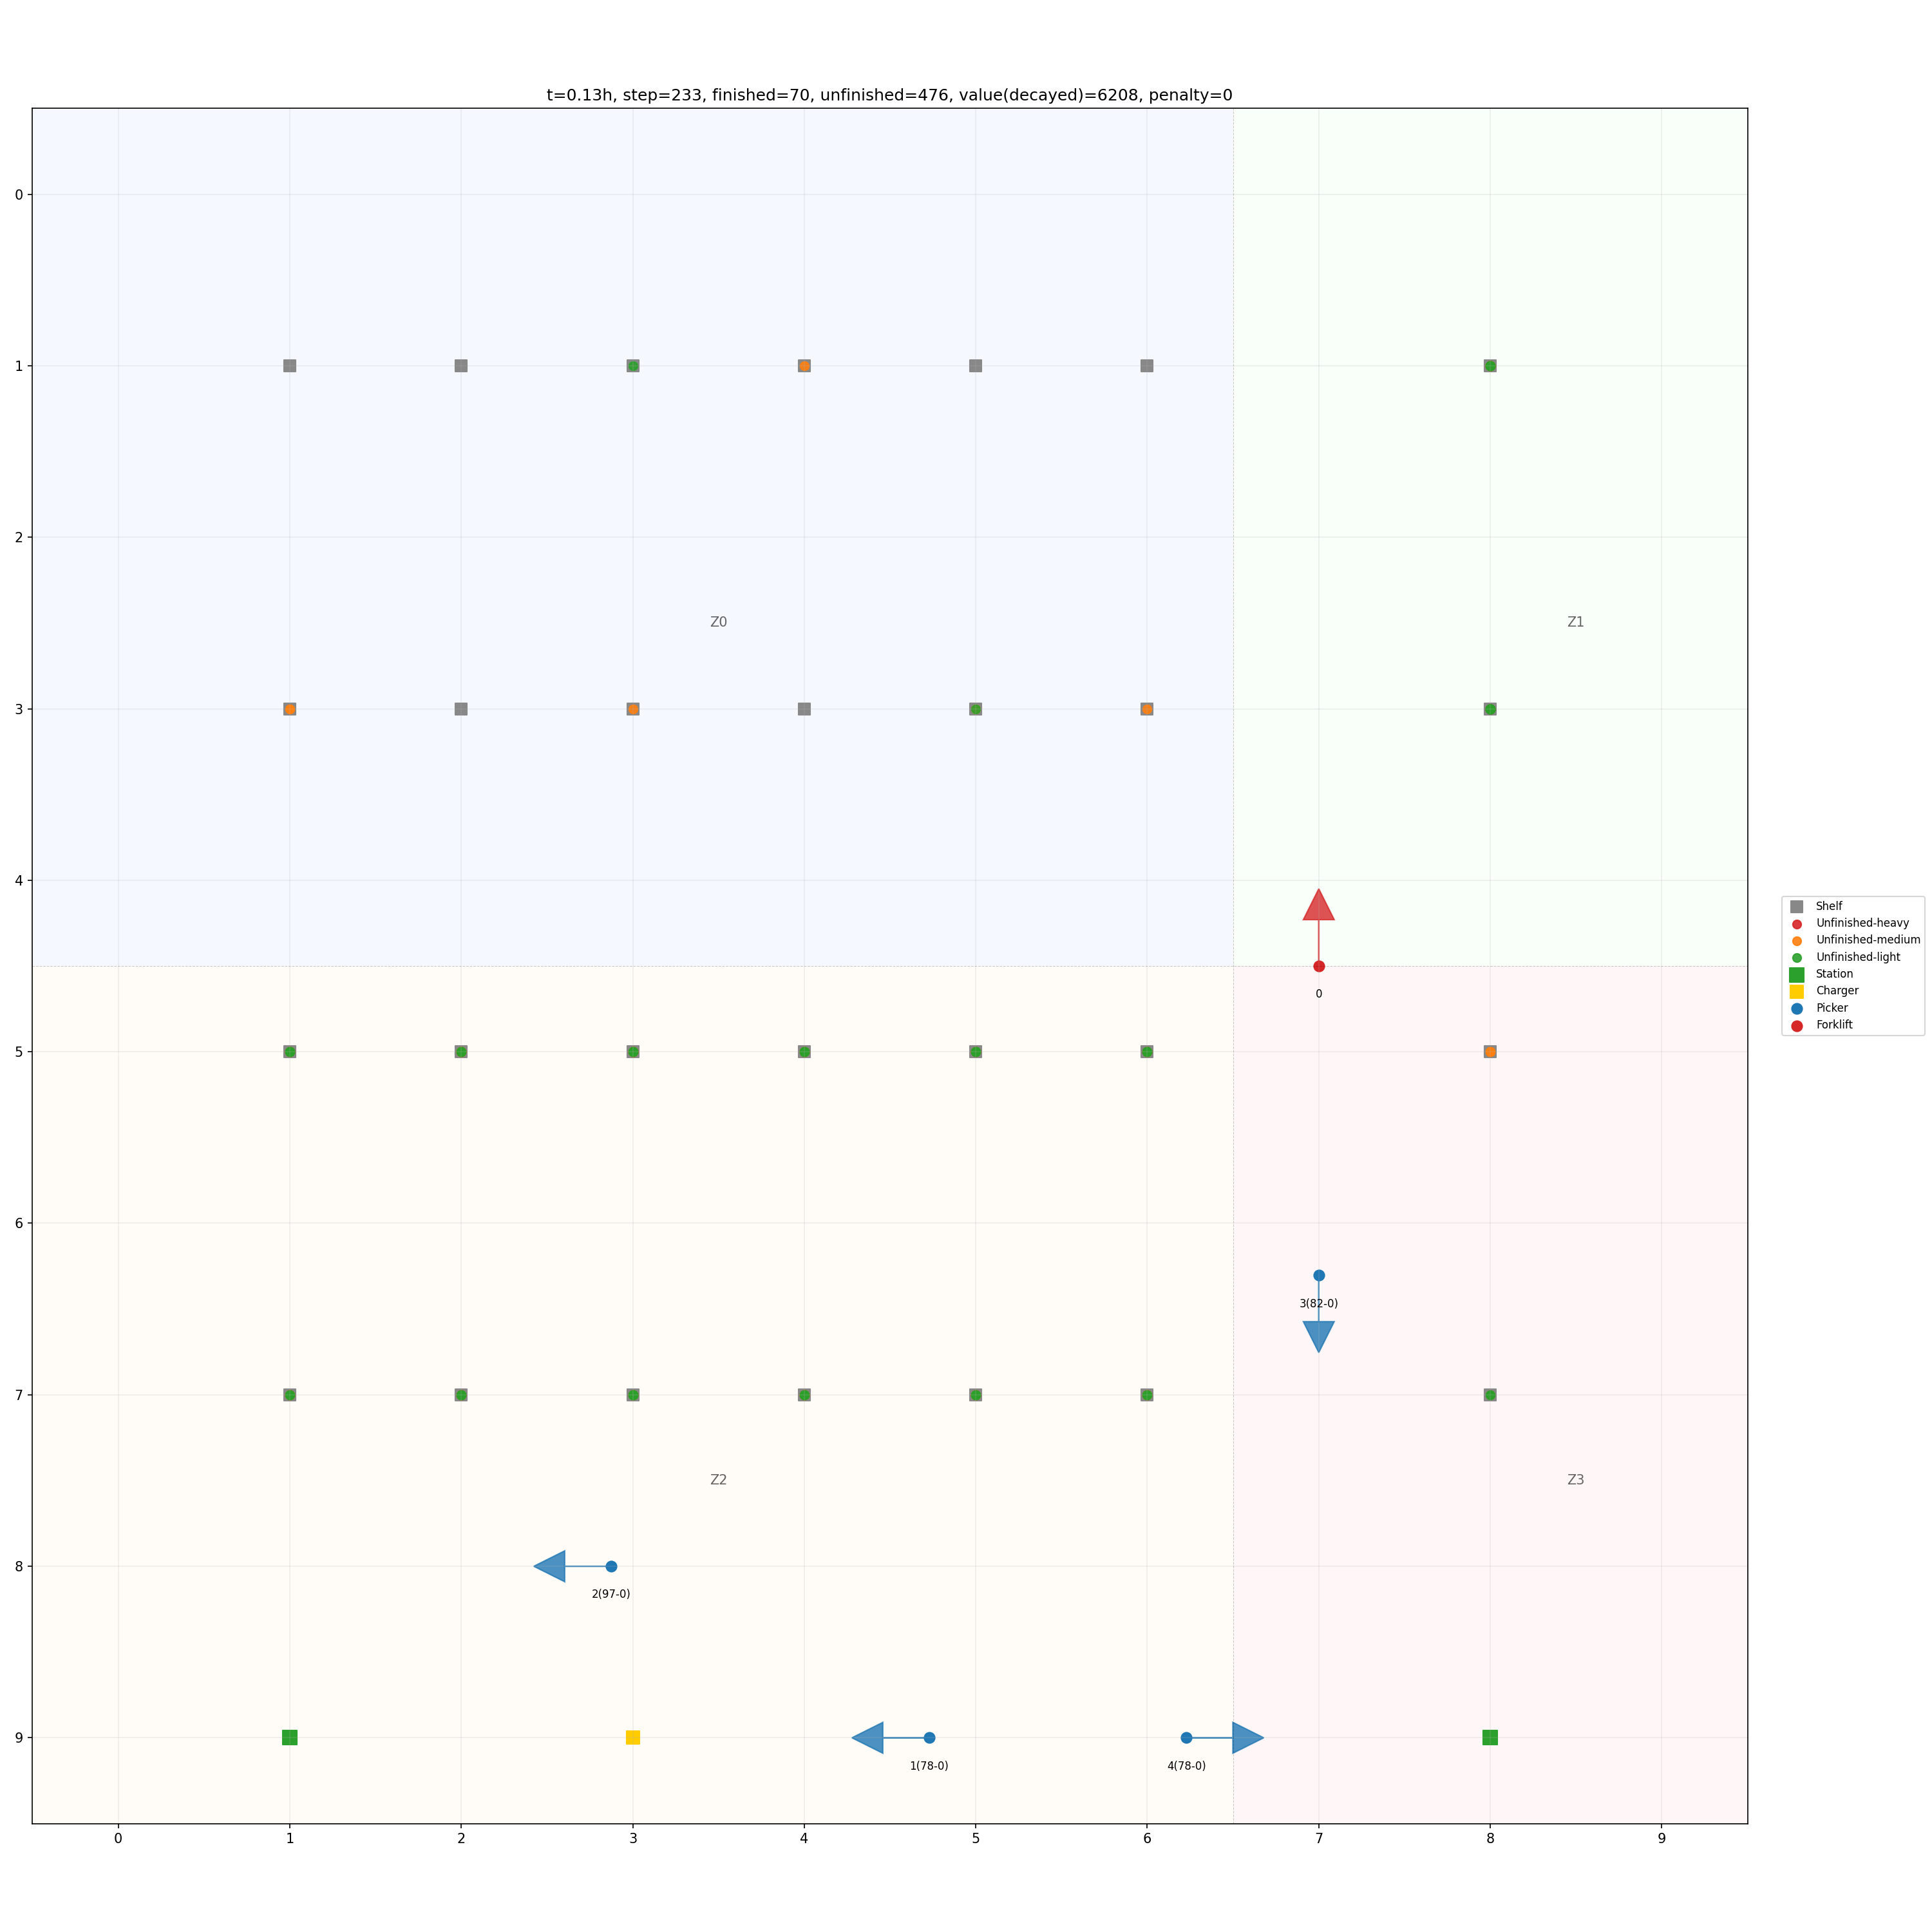 t=0.13h, step=233, finished=70, unfinished=476, value(decayed)=6208, penalty=0
0
1
2
Z0
Z1
3
4
0
Shelf
Unfinished-heavy
Unfinished-medium
Unfinished-light
Station
Charger
Picker
Forklift
5
6
3(82-0)
7
Z2
Z3
8
2(97-0)
9
1(78-0)
4(78-0)
0 1 2 3 4 5 6 7 8 9